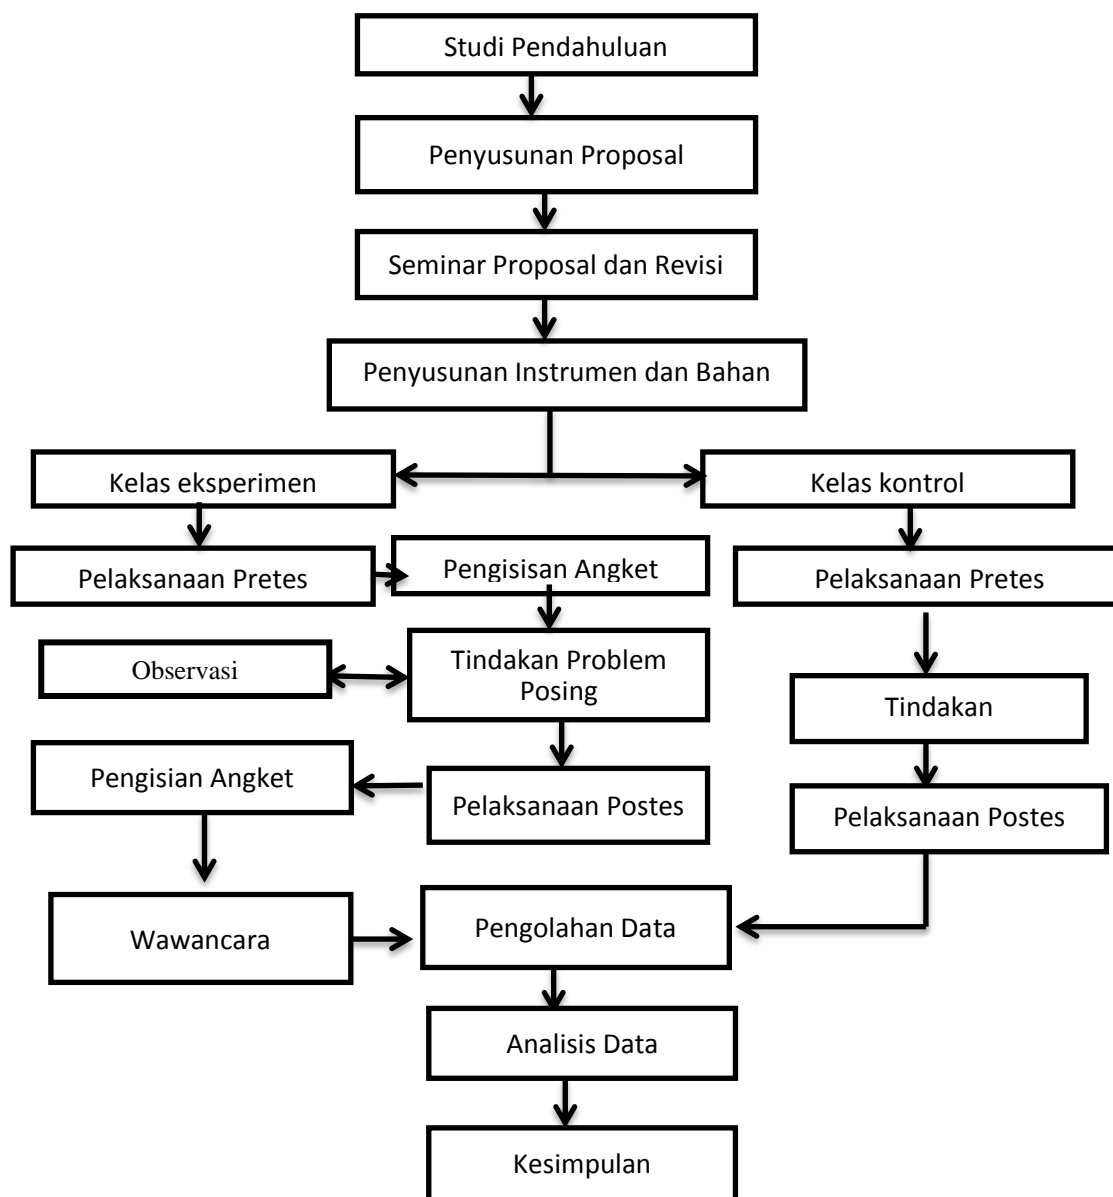 Studi Pendahuluan
Penyusunan Proposal
Seminar Proposal dan Revisi
Penyusunan Instrumen dan Bahan
Kelas eksperimen
Kelas kontrol
Pelaksanaan Pretes
Pengisisan Angket
Pelaksanaan Pretes
Observasi
Tindakan Problem
Posing
Tindakan
Pengisian Angket
Pelaksanaan Postes
Pelaksanaan Postes
Wawancara
Pengolahan Data
Analisis Data
Kesimpulan